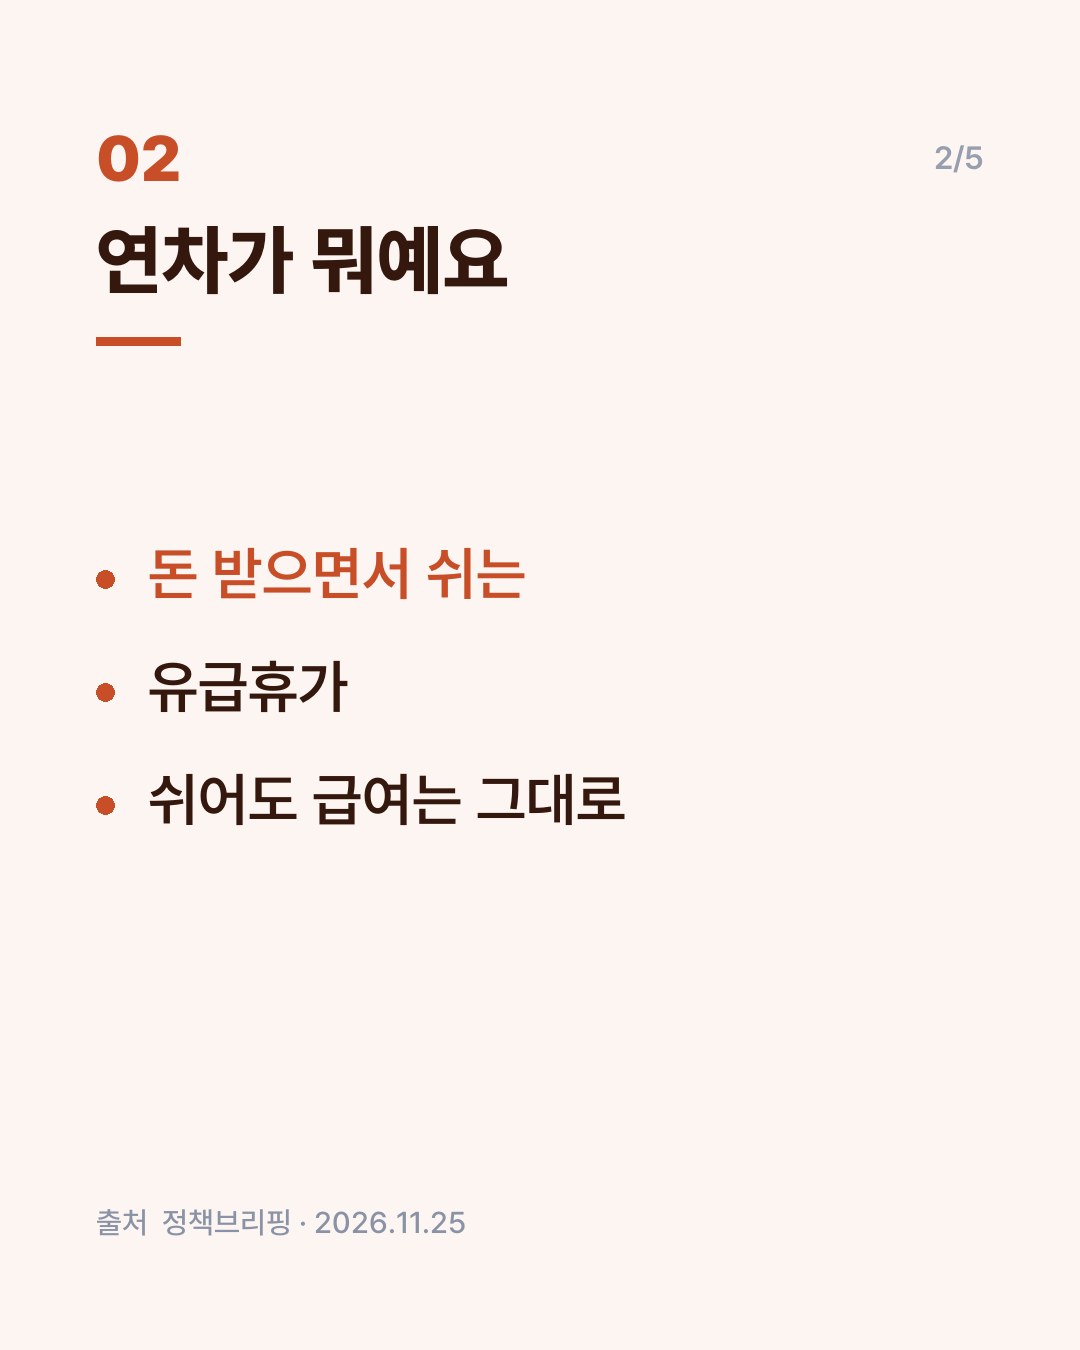 02
2/5
연차가 뭐예요
돈 받으면서 쉬는
유급휴가
쉬어도 급여는 그대로
출처 정책브리핑 · 2026.11.25